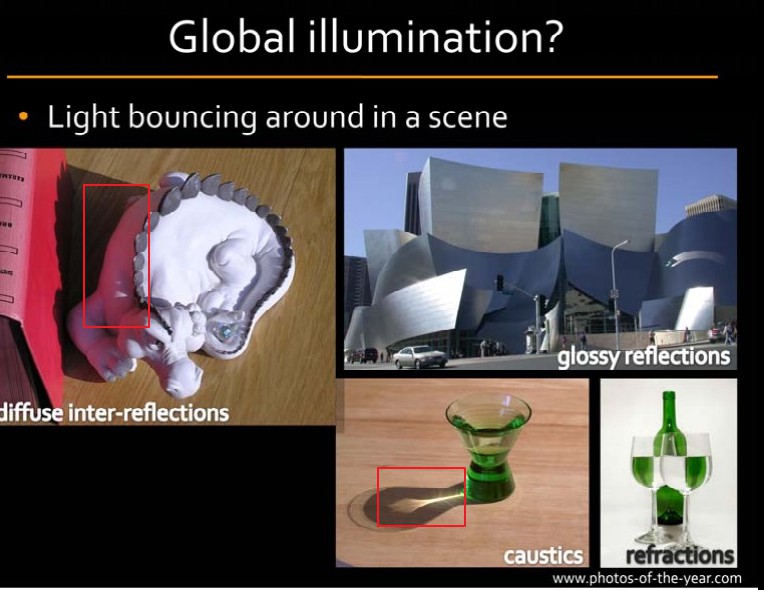 Global illumination?
• Light bouncing around in a scene
diffuse inter-reflections
glossy reflections
caustics
refractions
www.photos-of-the-year.com